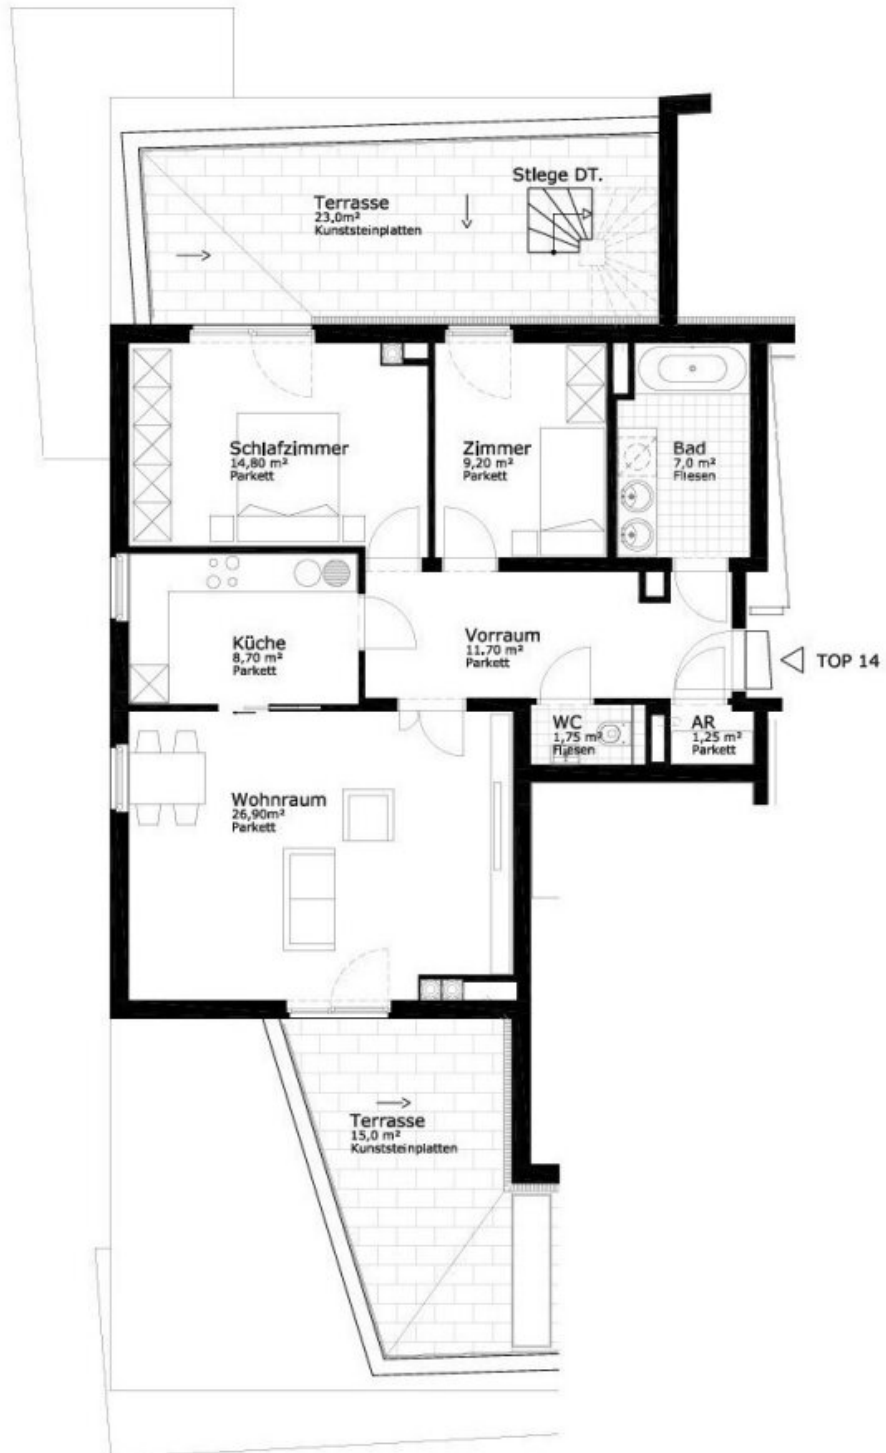 Stiege DT.
Terrasse
23,0m²
Kunststeinplatten
Schlafzimmer
14,80 m²
Parkett
Zimmer
9,20 m²
Parkett
Bad
7,0 m²
Fliesen
Küche
8,70 m²
Parkett
Vorraum
11.70 m²
Parkett
TOP 14
WC
1,75 m²
Fliesen
AR
1,25 m²
Parkett
Wohnraum
26,90m²
Parkett
Terrasse
15,0 m²
Kunststeinplatten